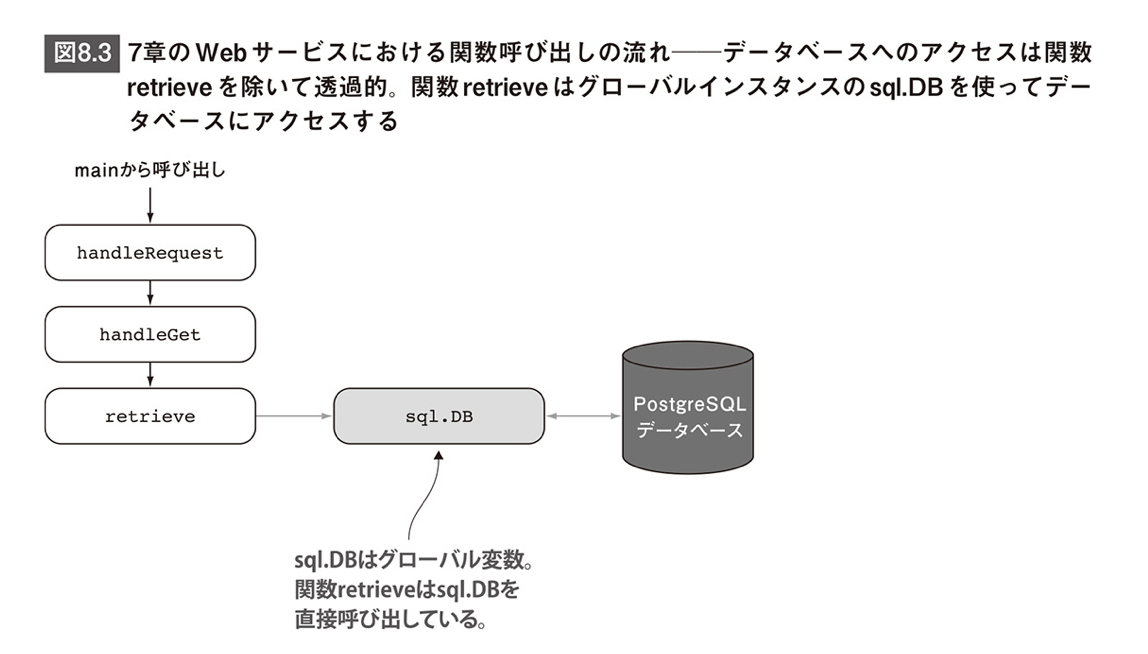 図8.3 7章のWebサービスにおける関数呼び出しの流れ──データベースへのアクセスは関数
retrieveを除いて透過的。関数retrieveはグローバルインスタンスのsql.DBを使ってデー
タベースにアクセスする
mainから呼び出し
handleRequest
handleGet
retrieve
sql.DB
PostgreSQL
データベース
sql.DBはグローバル変数。
関数retrieveはsql.DBを
直接呼び出している。